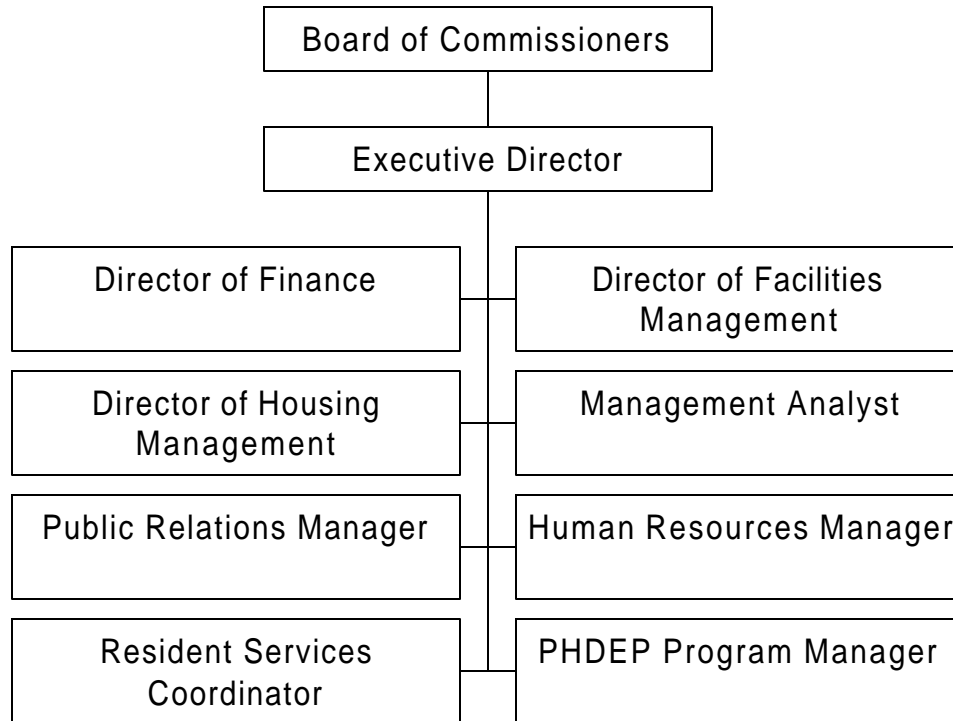 Board of Commissioners
Executive Director
Director of Finance
Director of Facilities
Management
Director of Housing
Management
Management Analyst
Public Relations Manager
Human Resources Manager
Resident Services
Coordinator
PHDEP Program Manager